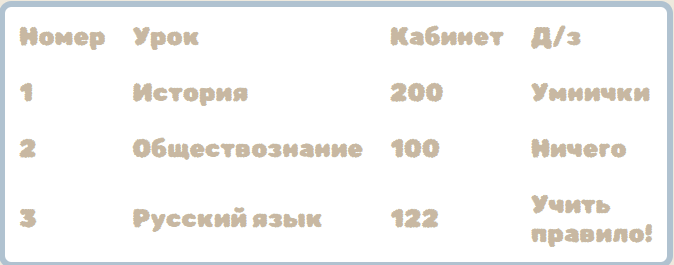 Номер Урок Кабинет Д/з
1 История 200 Умнички
2 Обществознание 100 Ничего
3 Русский язык 122 Учить
правило!